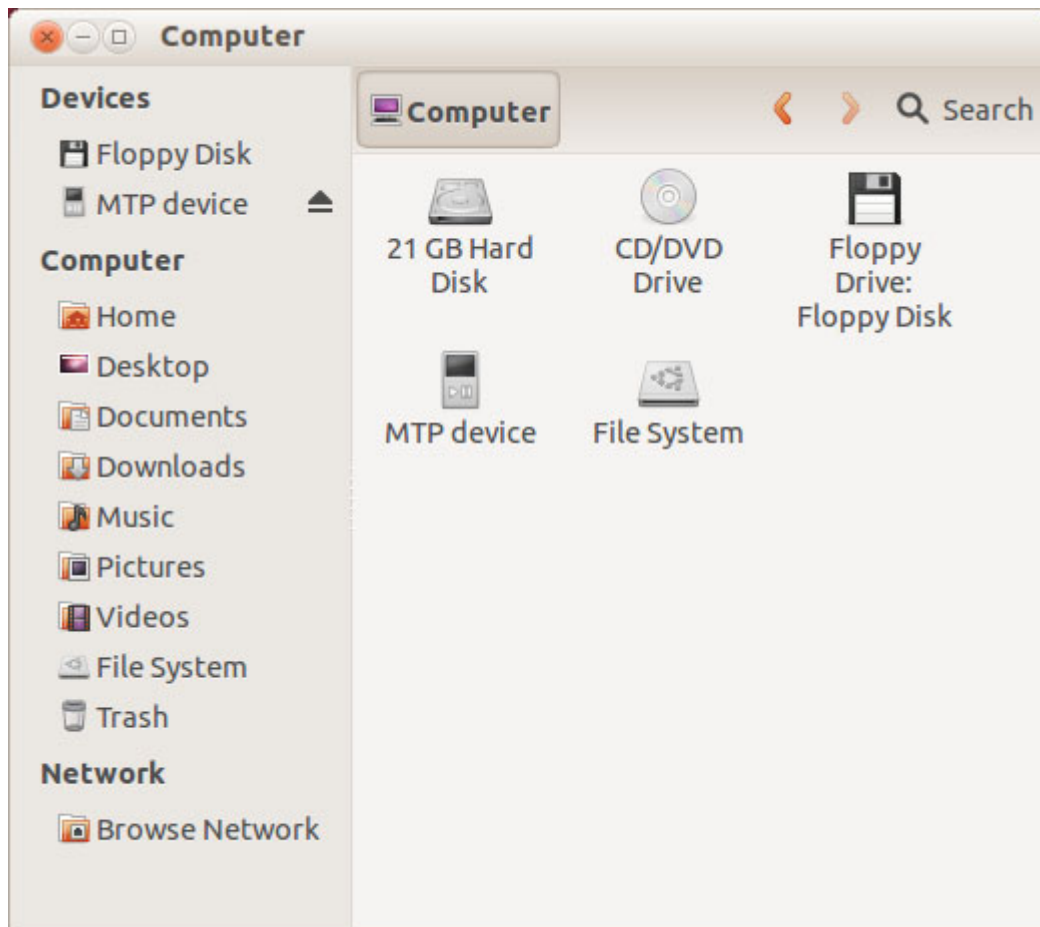 Computer
Devices
Floppy Disk
MTP device
Computer
Home
Desktop
Documents
Downloads
Music
Pictures
Videos
File System
Trash
Network
Browse Network
Computer
Search
21 GB Hard
Disk
CD/DVD
Drive
Floppy
Drive:
Floppy Disk
MTP device
File System